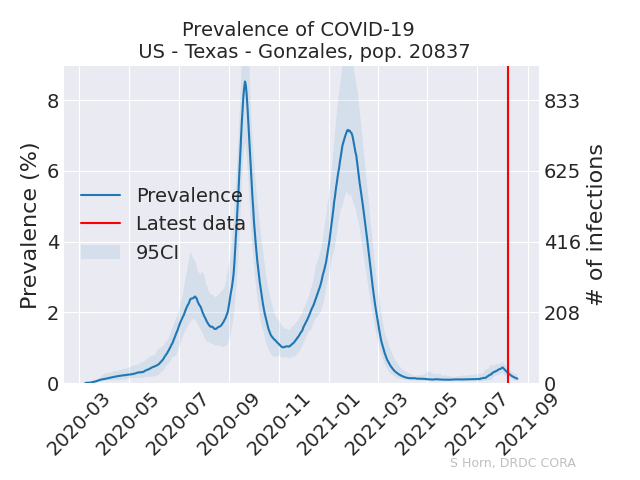 Prevalence of COVID-19
US - Texas - Gonzales, pop. 20837
Prevalence (%)
8
6
4
2
0
833
625
416
208
0
# of infections
Prevalence
Latest data
95CI
2020-03
2020-05
2020-07
2020-09
2020-11
2021-01
2021-03
2021-05
2021-07
2021-09
S Horn, DRDC CORA